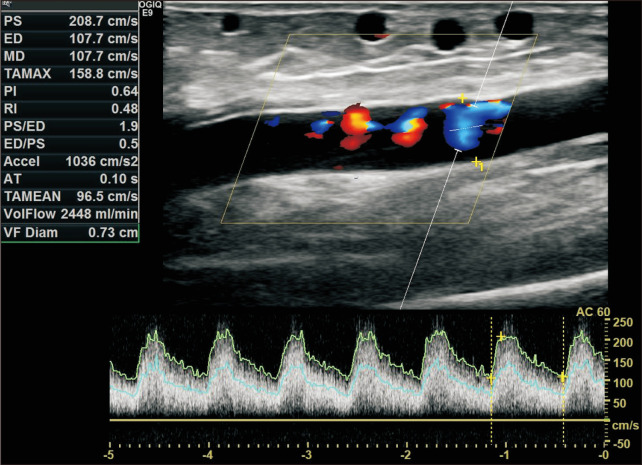 OGIQ
E9
PS 208.7 cm/s
ED 107.7 cm/s
MD 107.7 cm/s
TAMAX 158.8 cm/s
PI 0.64
RI 0.48
PS/ED 1.9
ED/PS 0.5
Accel 1036 cm/s2
AT 0.10 s
TAMEAN 96.5 cm/s
VolFlow 2448 ml/min
VF Diam 0.73 cm
1
AC 60
250
200
150
100
50
cm/s
-50
-5 -4 -3 -2 -1 0